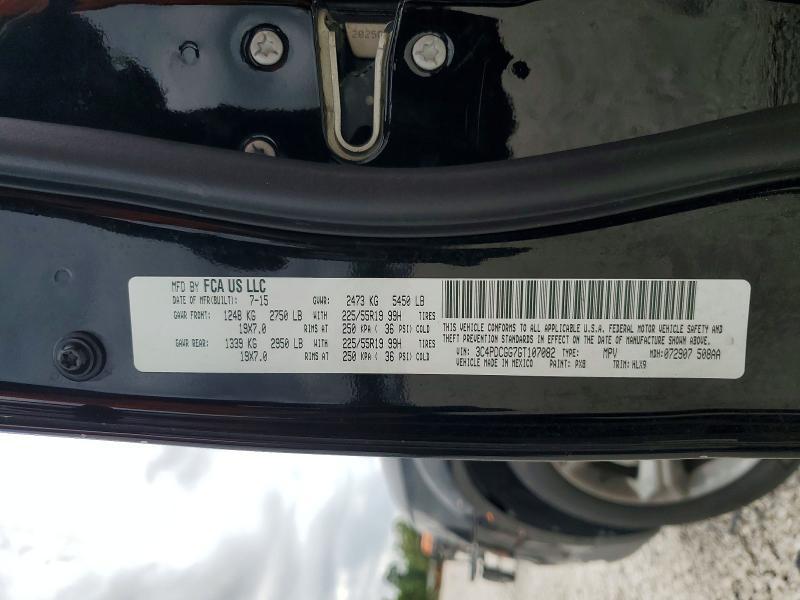 2025
MFD BY FCA US LLC
DATE OF MFR(BUILT): 7-15 GVWR: 2473 KG 5450 LB
GAWR FRONT: 1248 KG 2750 LB WITH 225/55R19 99H TIRES
19X7.0 RIMS AT 250 KPA ( 36 PSI) COLD
GAWR REAR: 1339 KG 2950 LB WITH 225/55R19 99H TIRES
19X7.0 RIMS AT 250 KPA ( 36 PSI) COLD
THIS VEHICLE CONFORMS TO ALL APPLICABLE U.S.A. FEDERAL MOTOR VEHICLE SAFETY AND
THEFT PREVENTION STANDARDS IN EFFECT ON THE DATE OF MANUFACTURE SHOWN ABOVE.
VIN: 3C4PDCGG7GT107082 TYPE: MPV MDH: 072907 508AA
VEHICLE MADE IN MEXICO PAINT: PX8 TRIM: HLX9